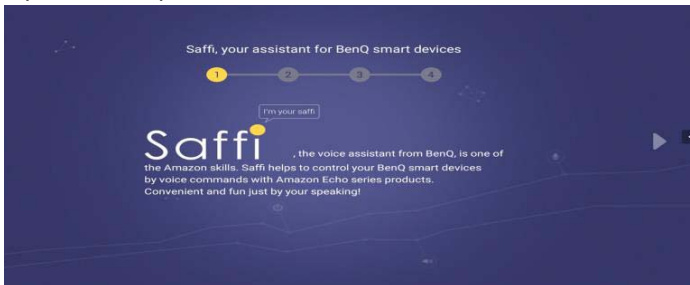 Saffi, your assistant for BenQ smart devices
1 2 3 4
I'm your saffi
Saffi, the voice assistant from BenQ, is one of
the Amazon skills. Saffi helps to control your BenQ smart devices
by voice commands with Amazon Echo series products.
Convenient and fun just by your speaking!